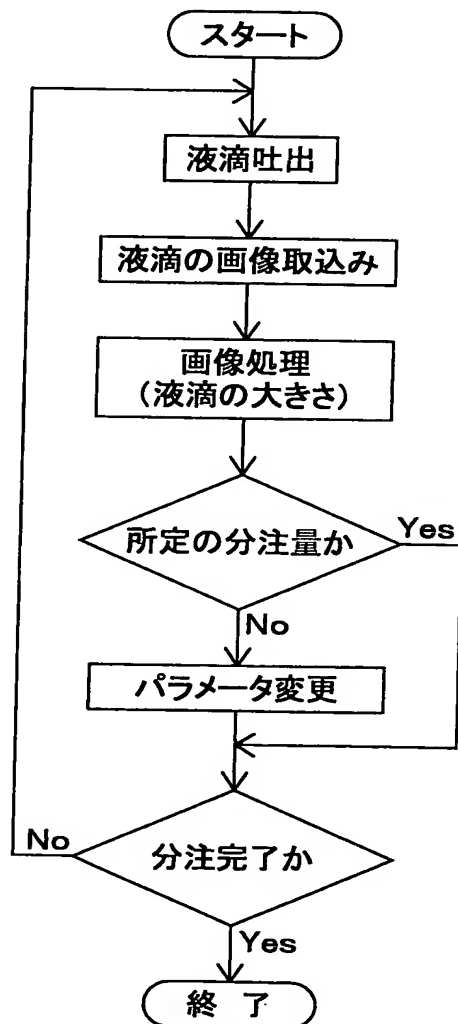 スタート
液滴吐出
液滴の画像取込み
画像処理
（液滴の大きさ）
所定の分注量か
Yes
No
パラメータ変更
分注完了か
No
Yes
終 了